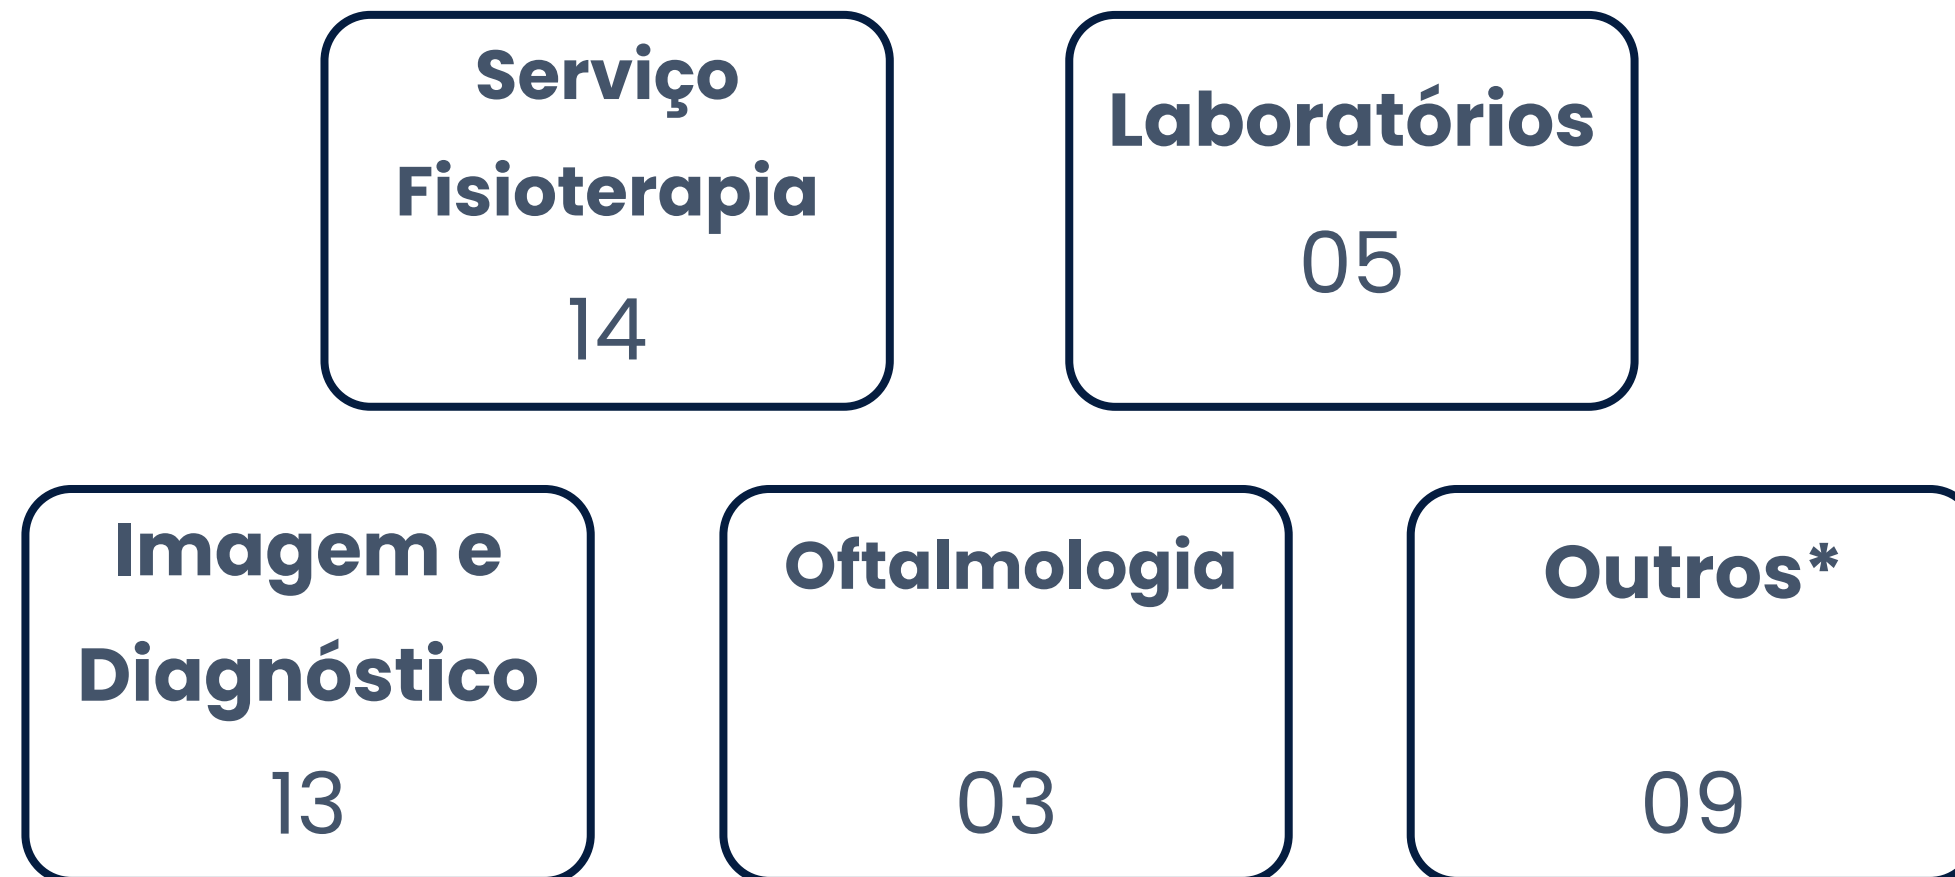 Serviço
Fisioterapia
14
Laboratórios
05
Imagem e
Diagnóstico
13
Oftalmologia
03
Outros*
09